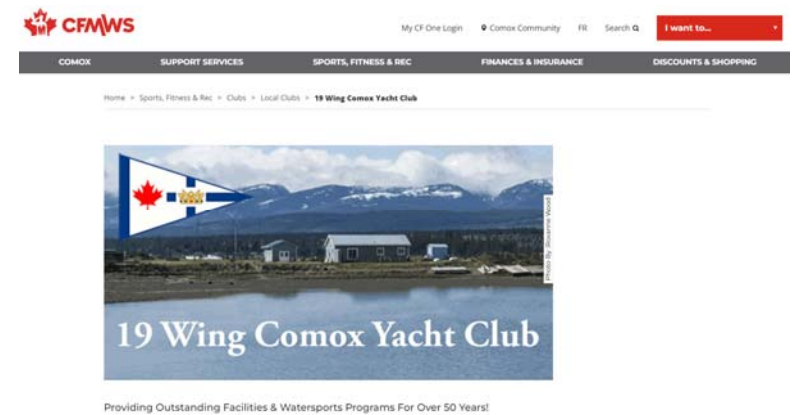 CFMWS
My CF One Login Comox Community FR Search I want to...
COMOX SUPPORT SERVICES SPORTS, FITNESS & REC FINANCES & INSURANCE DISCOUNTS & SHOPPING
Home > Sports, Fitness & Rec > Clubs > Local Clubs > 19 Wing Comox Yacht Club
Photo By: Roxanne Wood
19 Wing Comox Yacht Club
Providing Outstanding Facilities & Watersports Programs For Over 50 Years!